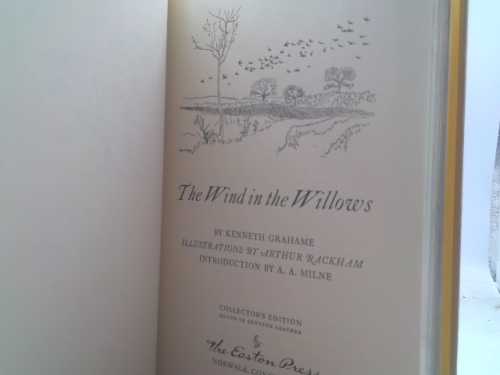 The Wind in the Willows
BY KENNETH GRAHAME
ILLUSTRATIONS BY ARTHUR RACKHAM
INTRODUCTION BY A. A. MILNE
COLLECTOR'S EDITION
BOUND IN GENUINE LEATHER
The Easton Press
NORWALK,